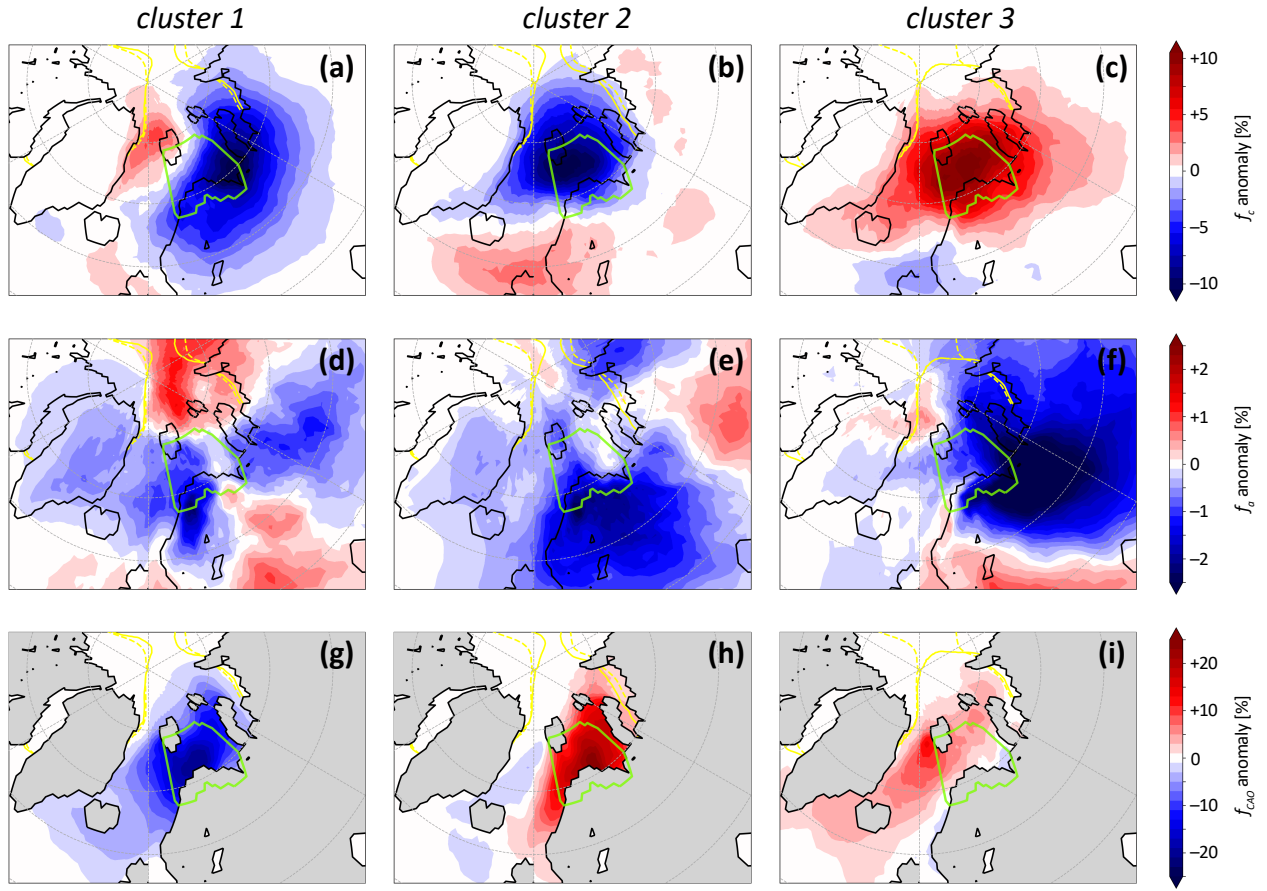 cluster 1 cluster 2 cluster 3
(a) (b) (c)
+10
+5
0
−5
−10
f_c anomaly [%]
(d) (e) (f)
+2
+1
0
−1
−2
f_a anomaly [%]
(g) (h) (i)
+20
+10
0
−10
−20
f_CAO anomaly [%]